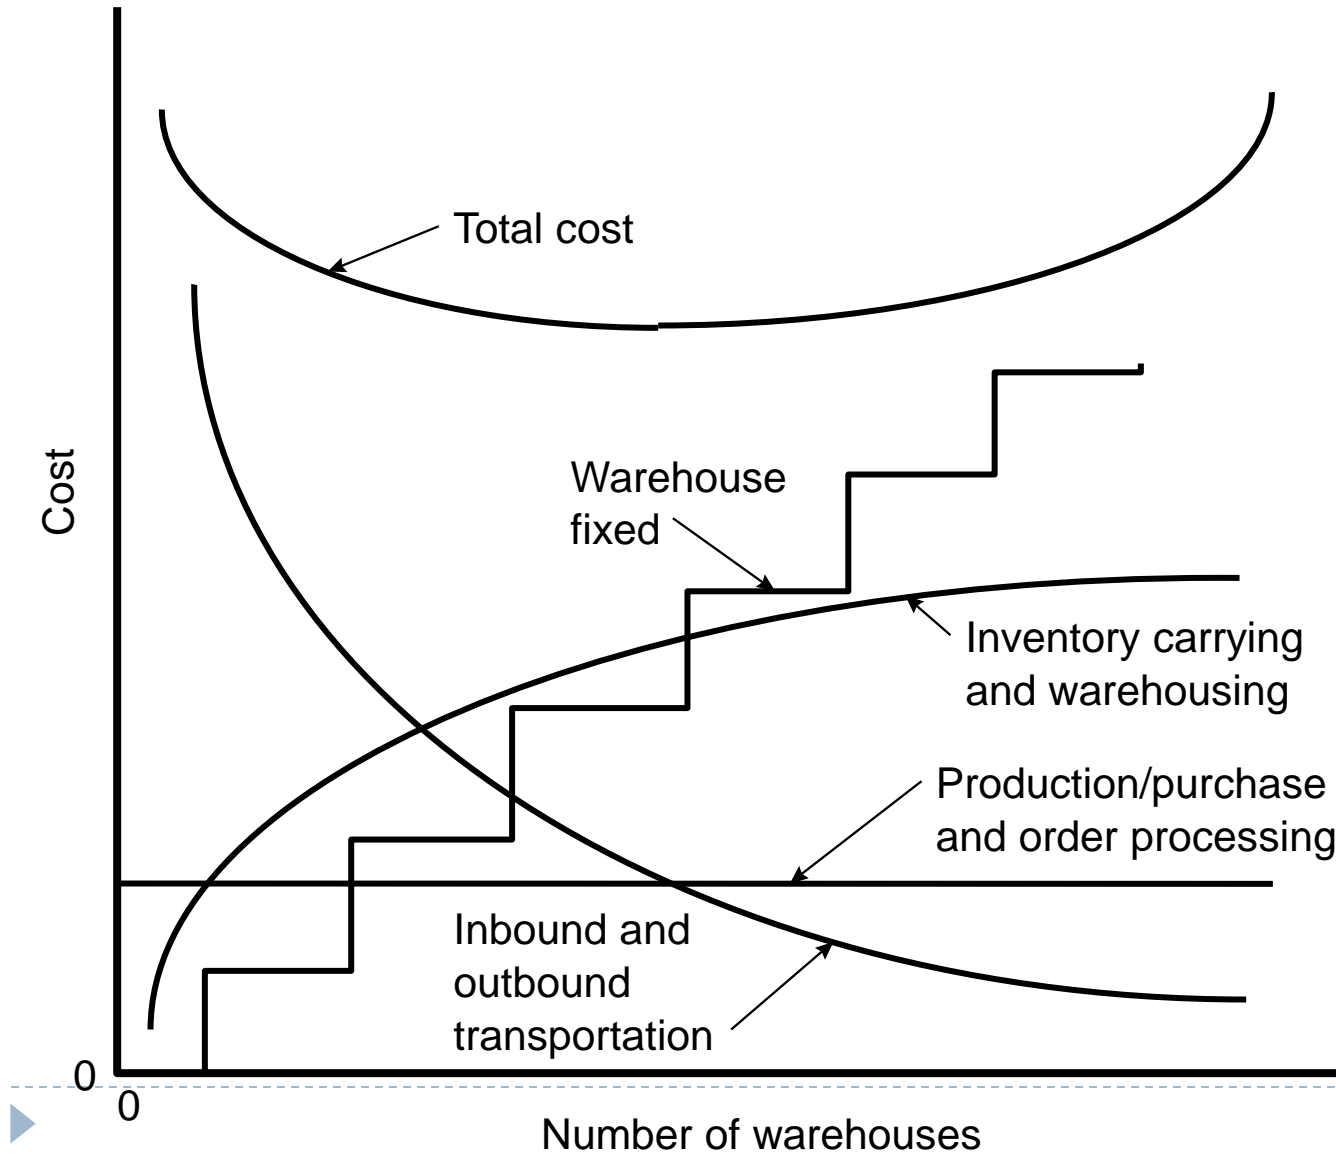 Total cost
Cost
Warehouse
fixed
Inventory carrying
and warehousing
Production/purchase
and order processing
Inbound and
outbound
transportation
0
0
Number of warehouses